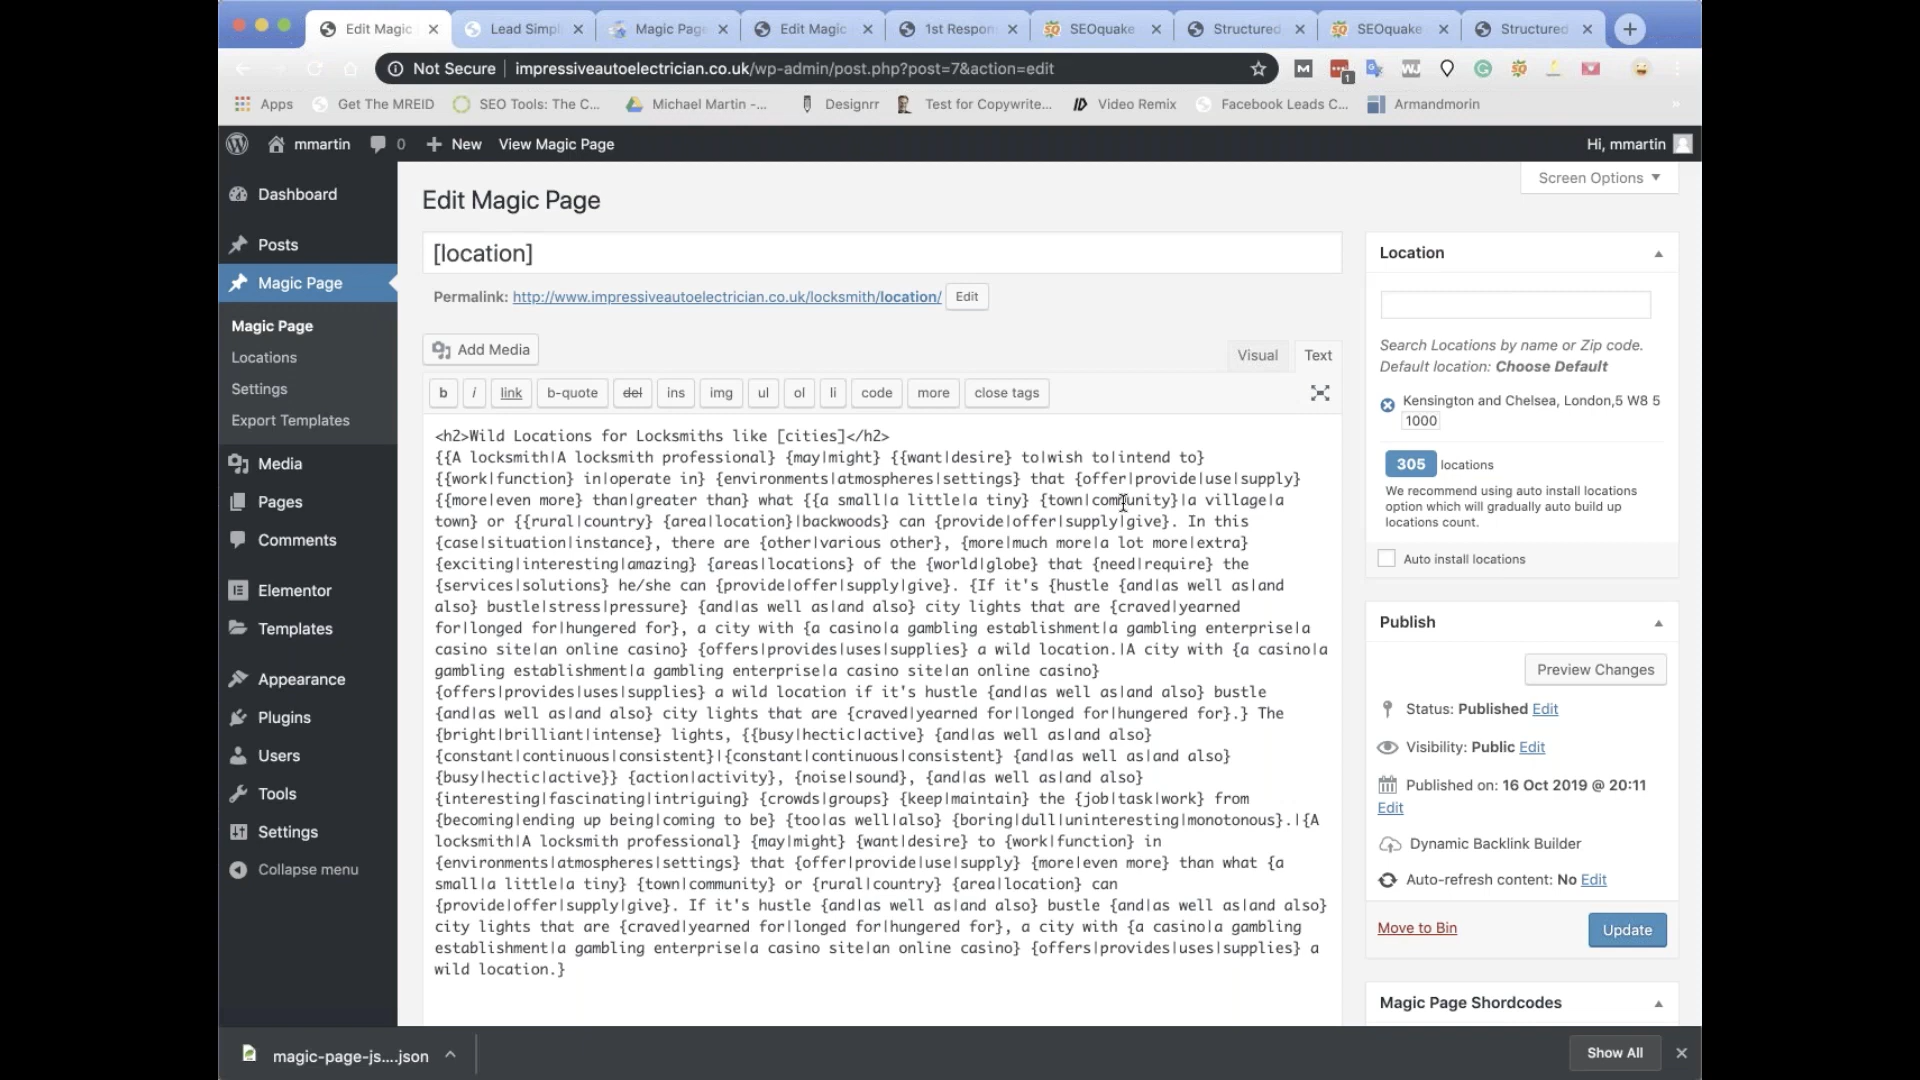 Edit Magic
Lead Simpl
Magic Page
Edit Magic
1st Respon
SEOquake
Structured
SEOquake
Structured
Not Secure
impressiveautoelectrician.co.uk/wp-admin/post.php?post=7&action=edit
Apps
Get The MREID
SEO Tools: The C...
Michael Martin -...
Designrr
Test for Copywrite...
Video Remix
Facebook Leads C...
Armandmorin
mmartin
0
New
View Magic Page
Hi, mmartin
Dashboard
Posts
Magic Page
Magic Page
Locations
Settings
Export Templates
Media
Pages
Comments
Elementor
Templates
Appearance
Plugins
Users
Tools
Settings
Collapse menu
Screen Options
Edit Magic Page
[location]
Permalink: http://www.impressiveautoelectrician.co.uk/locksmith/location/ Edit
Add Media
Visual
Text
b
i
link
b-quote
del
ins
img
ul
ol
li
code
more
close tags
<h2>Wild Locations for Locksmiths like [cities]</h2>
{{A locksmith|A locksmith professional} {may|might} {{want|desire} to|wish to|intend to}
{{work|function} in|operate in} {environments|atmospheres|settings} that {offer|provide|use|supply}
{{more|even more} than|greater than} what {{a small|a little|a tiny} {town|community}|a village|a
town} or {{rural|country} {area|location}|backwoods} can {provide|offer|supply|give}. In this
{case|situation|instance}, there are {other|various other}, {more|much more|a lot more|extra}
{exciting|interesting|amazing} {areas|locations} of the {world|globe} that {need|require} the
{services|solutions} he/she can {provide|offer|supply|give}. {If it's {hustle {and|as well as|and
also} bustle|stress|pressure} {and|as well as|and also} city lights that are {craved|yearned
for|longed for|hungered for}, a city with {a casino|a gambling establishment|a gambling enterprise|a
casino site|an online casino} {offers|provides|uses|supplies} a wild location.|A city with {a casino|a
gambling establishment|a gambling enterprise|a casino site|an online casino}
{offers|provides|uses|supplies} a wild location if it's hustle {and|as well as|and also} bustle
{and|as well as|and also} city lights that are {craved|yearned for|longed for|hungered for}.} The
{bright|brilliant|intense} lights, {{busy|hectic|active} {and|as well as|and also}
{constant|continuous|consistent}|{constant|continuous|consistent} {and|as well as|and also}
{busy|hectic|active}} {action|activity}, {noise|sound}, {and|as well as|and also}
{interesting|fascinating|intriguing} {crowds|groups} {keep|maintain} the {job|task|work} from
{becoming|ending up being|coming to be} {too|as well|also} {boring|dull|uninteresting|monotonous}.|{A
locksmith|A locksmith professional} {may|might} {want|desire} to {work|function} in
{environments|atmospheres|settings} that {offer|provide|use|supply} {more|even more} than what {a
small|a little|a tiny} {town|community} or {rural|country} {area|location} can
{provide|offer|supply|give}. If it's hustle {and|as well as|and also} bustle {and|as well as|and also}
city lights that are {craved|yearned for|longed for|hungered for}, a city with {a casino|a gambling
establishment|a gambling enterprise|a casino site|an online casino} {offers|provides|uses|supplies} a
wild location.}
Location
Search Locations by name or Zip code.
Default location: Choose Default
Kensington and Chelsea, London,5 W8 5
1000
305 locations
We recommend using auto install locations
option which will gradually auto build up
locations count.
Auto install locations
Publish
Preview Changes
Status: Published Edit
Visibility: Public Edit
Published on: 16 Oct 2019 @ 20:11
Edit
Dynamic Backlink Builder
Auto-refresh content: No Edit
Move to Bin
Update
Magic Page Shordcodes
magic-page-js....json
Show All